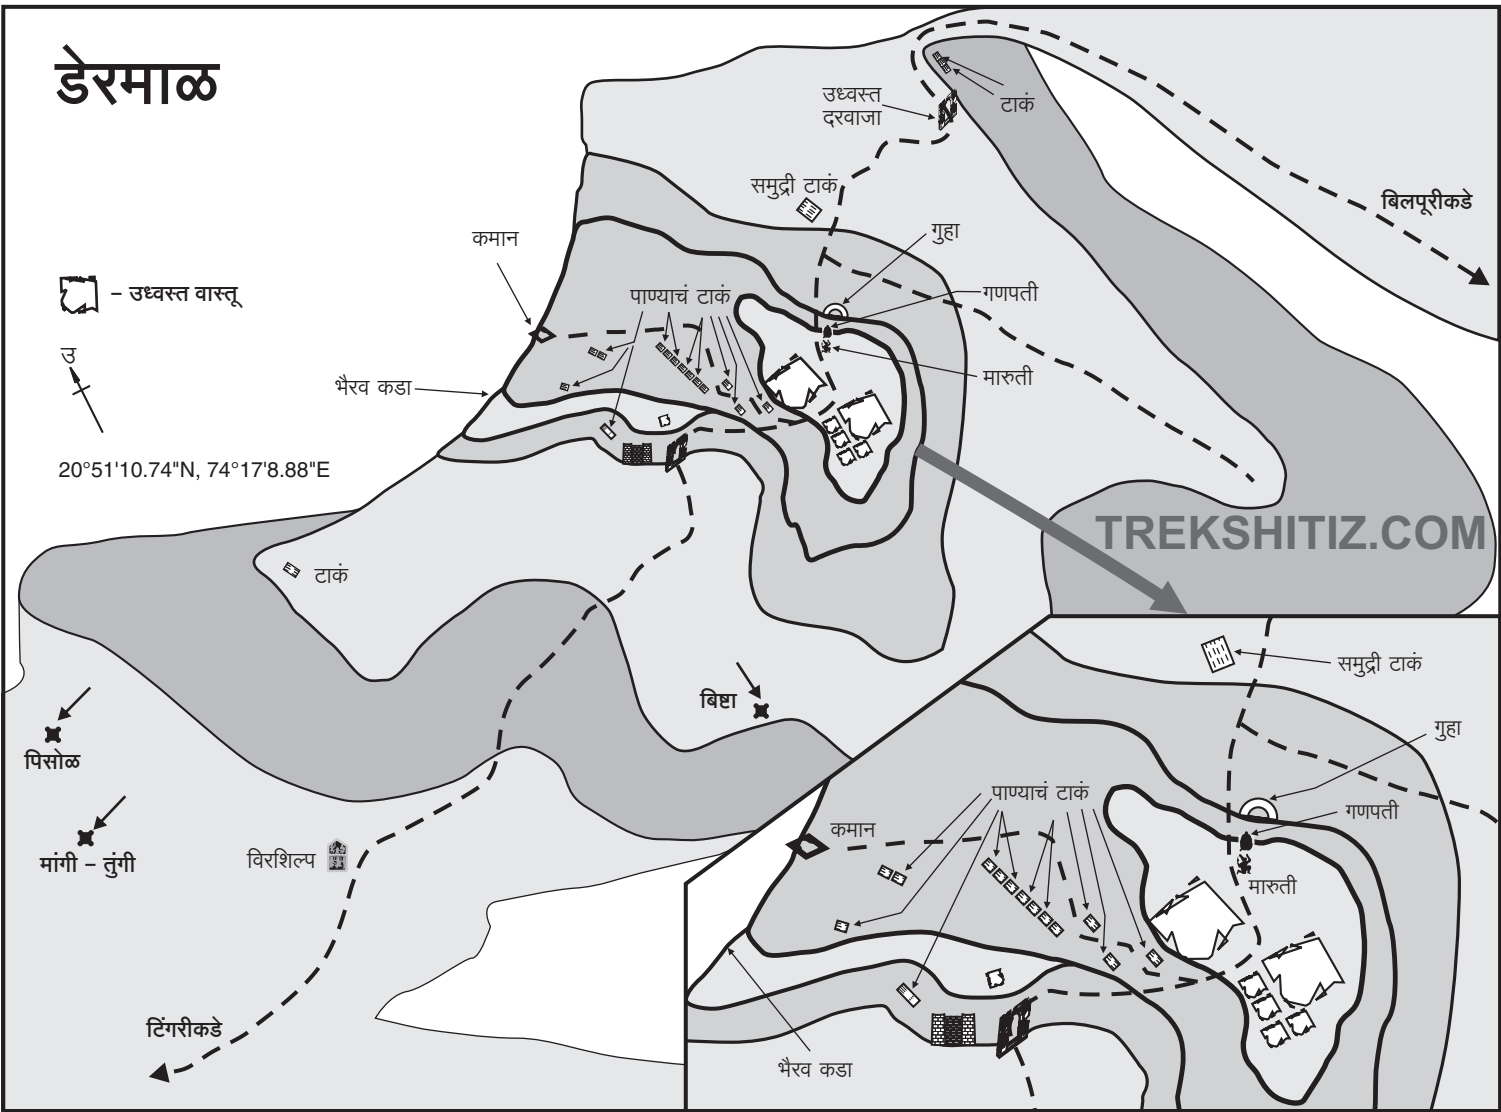 डेरमाळ
उध्वस्त
दरवाजा
टाकं
समुद्री टाकं
बिलपूरीकडे
गुहा
कमान
– उध्वस्त वास्तू
पाण्याचं टाकं
गणपती
उ
भैरव कडा
मारुती
20°51'10.74"N, 74°17'8.88"E
TREKSHITIZ.COM
टाकं
समुद्री टाकं
बिष्टा
गुहा
पिसोळ
पाण्याचं टाकं
गणपती
कमान
मांगी – तुंगी
विरशिल्प
मारुती
टिंगरीकडे
भैरव कडा